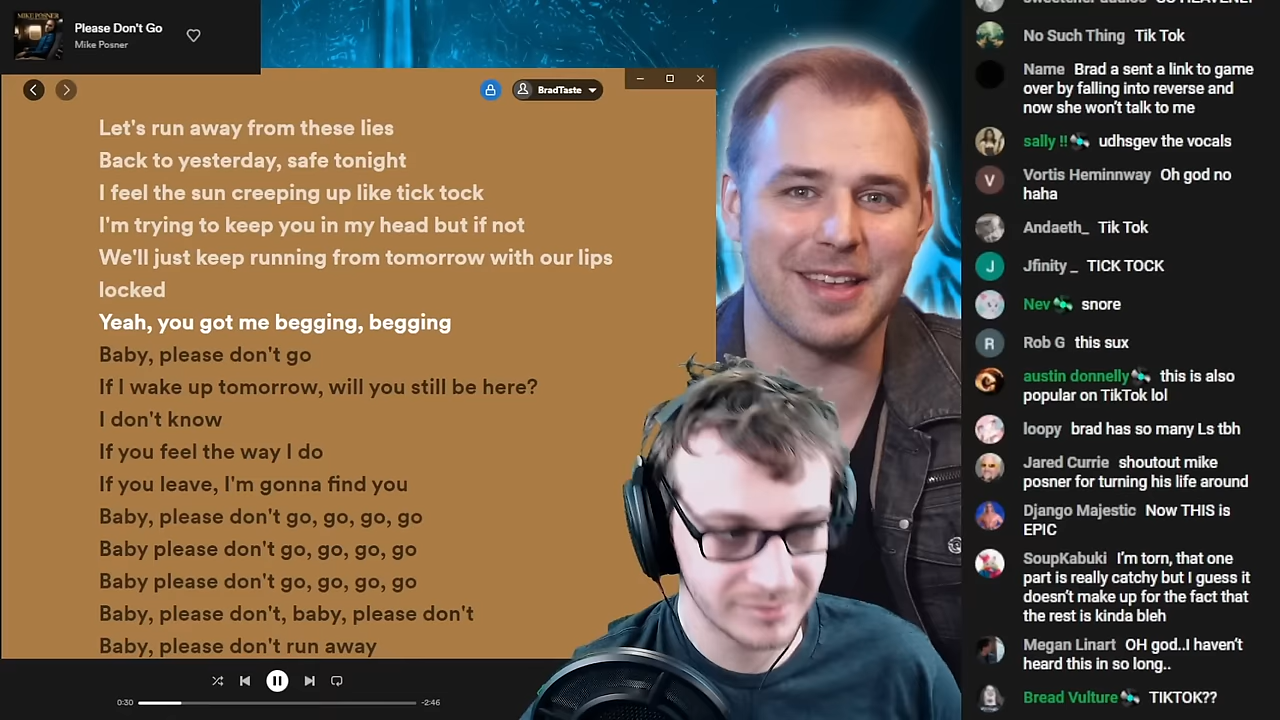 MIKE POSNER
Please Don't Go
Mike Posner
BradTaste
Let's run away from these lies
Back to yesterday, safe tonight
I feel the sun creeping up like tick tock
I'm trying to keep you in my head but if not
We'll just keep running from tomorrow with our lips
locked
Yeah, you got me begging, begging
Baby, please don't go
If I wake up tomorrow, will you still be here?
I don't know
If you feel the way I do
If you leave, I'm gonna find you
Baby, please don't go, go, go, go
Baby please don't go, go, go, go
Baby please don't go, go, go, go
Baby, please don't, baby, please don't
Baby, please don't run away
0:30
-2:46
No Such Thing Tik Tok
Name Brad a sent a link to game
over by falling into reverse and
now she won't talk to me
sally !! udhsgev the vocals
V
Vortis Heminnway Oh god no
haha
Andaeth_ Tik Tok
J
Jfinity_ TICK TOCK
Nev snore
R
Rob G this sux
austin donnelly this is also
popular on TikTok lol
loopy brad has so many Ls tbh
Jared Currie shoutout mike
posner for turning his life around
Django Majestic Now THIS is
EPIC
SoupKabuki I'm torn, that one
part is really catchy but I guess it
doesn't make up for the fact that
the rest is kinda bleh
Megan Linart OH god..I haven't
heard this in so long..
Bread Vulture TIKTOK??